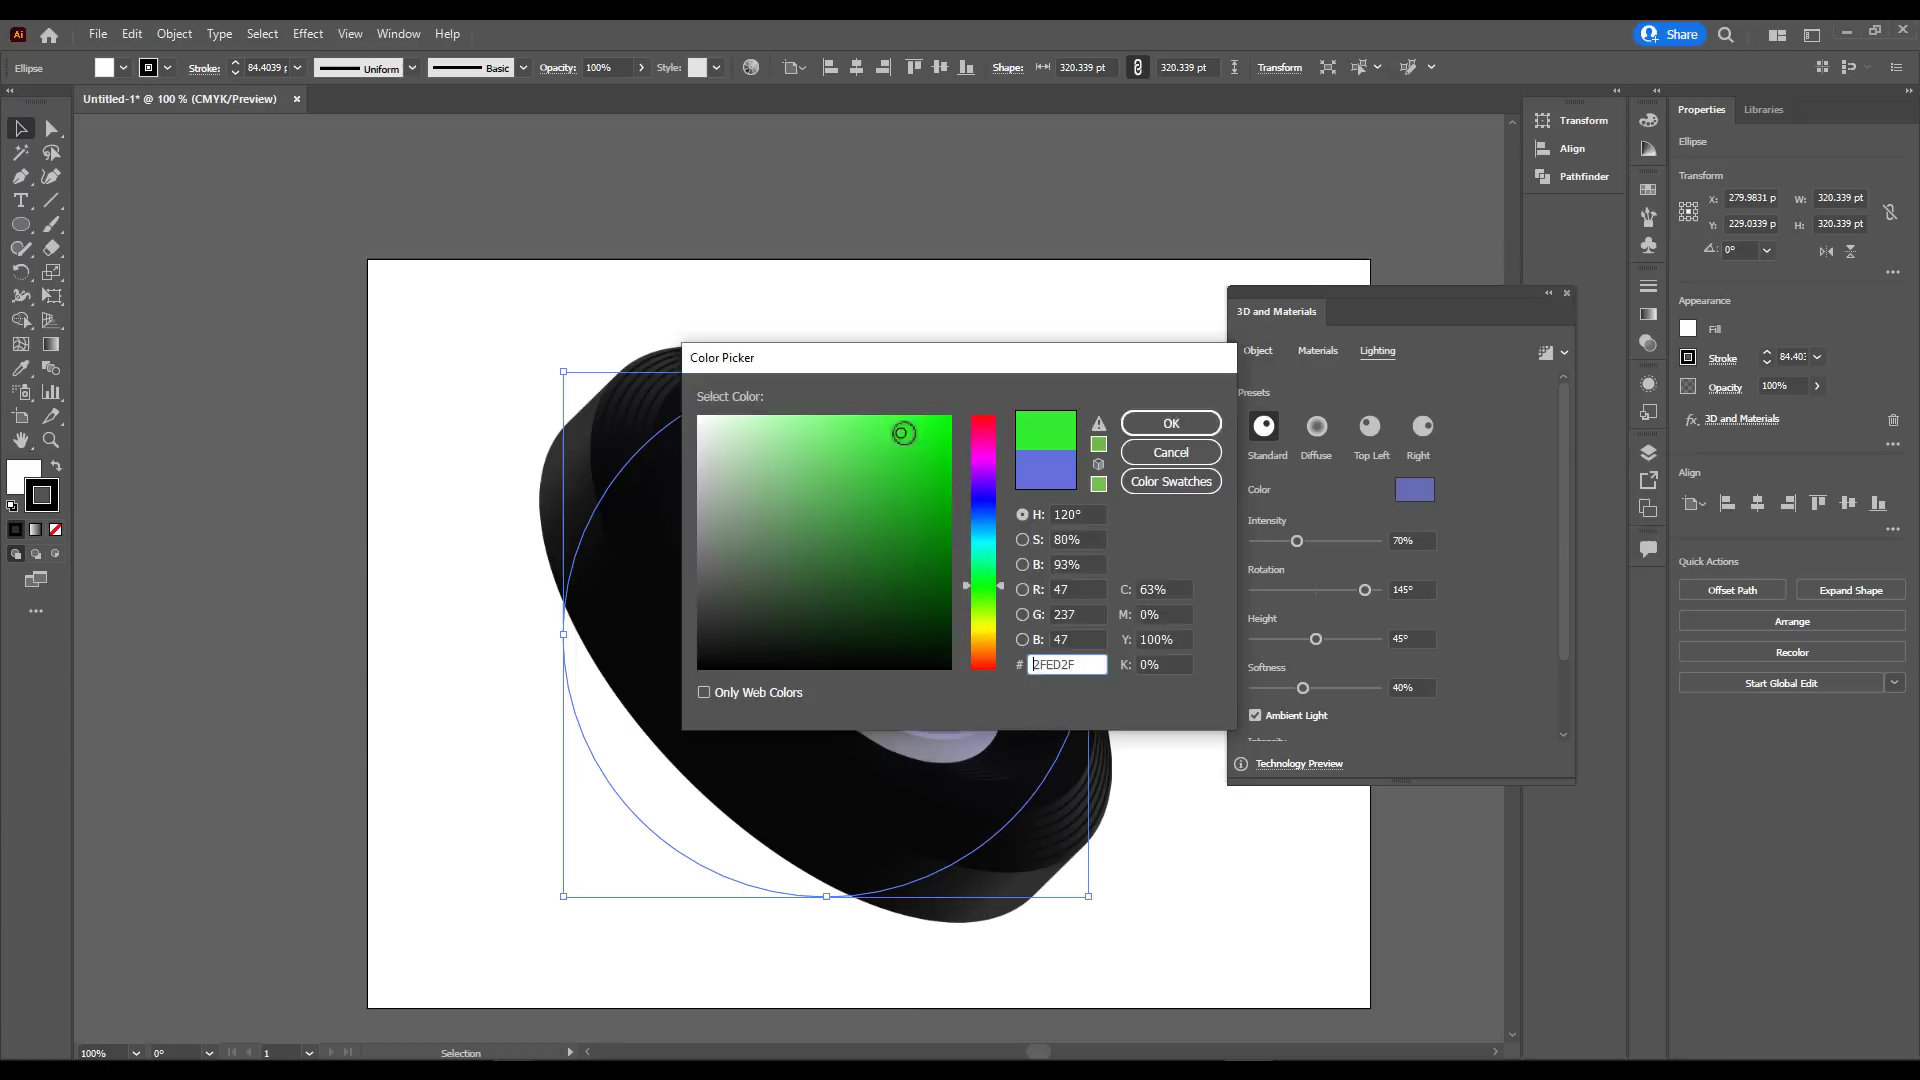 Ai File Edit Object Type Select Effect View Window Help Share
Ellipse Stroke: 84.4039 p Uniform Basic Opacity: 100% Style: Shape: 320.339 pt 320.339 pt Transform
Untitled-1* @ 100 % (CMYK/Preview) ×
Transform
Align
Pathfinder
Properties Libraries
Ellipse
Transform
X: 279.9831 p W: 320.339 pt
Y: 229.0339 p H: 320.339 pt
0°
Appearance
Fill
Stroke 84.403
Opacity 100%
fx 3D and Materials
Align
Quick Actions
Offset Path Expand Shape
Arrange
Recolor
Start Global Edit
3D and Materials
Object Materials Lighting
Presets
Standard Diffuse Top Left Right
Color
Intensity
70%
Rotation
145°
Height
45°
Softness
40%
Ambient Light
Technology Preview
Color Picker
Select Color:
OK
Cancel
Color Swatches
H: 120°
S: 80%
B: 93%
R: 47 C: 63%
G: 237 M: 0%
B: 47 Y: 100%
# 2FED2F K: 0%
Only Web Colors
100% 0° 1 Selection